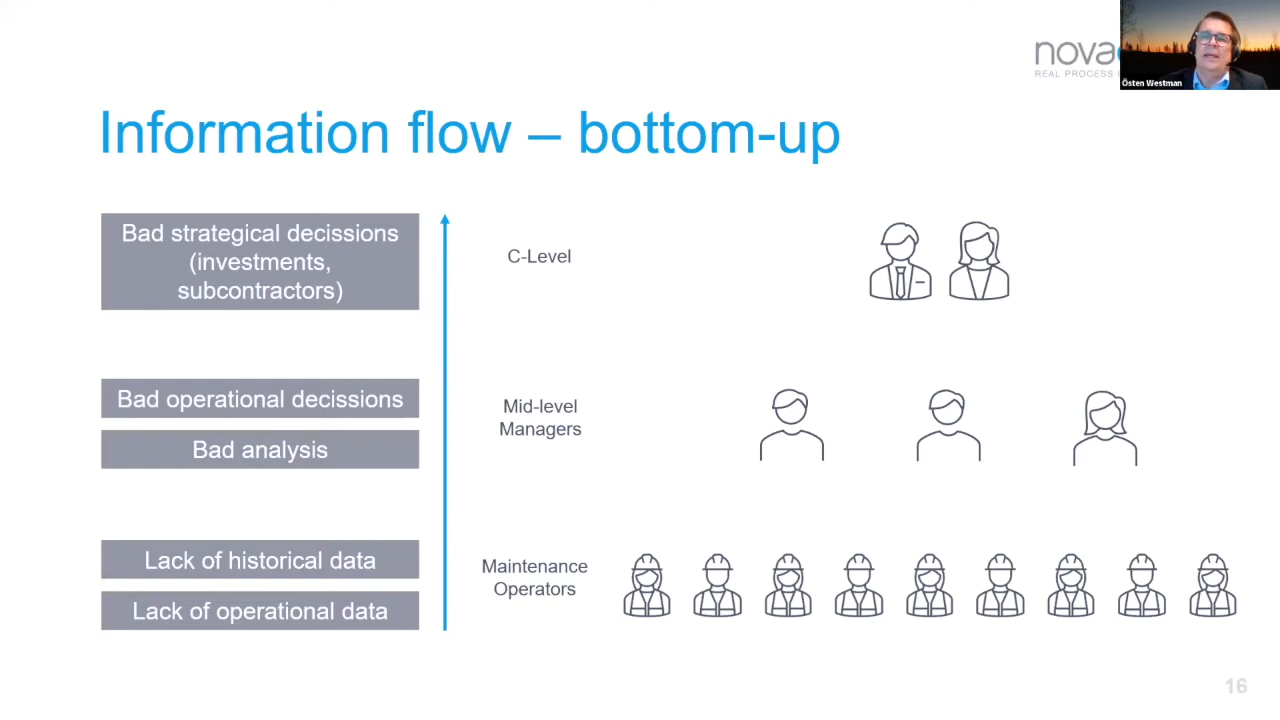 nova
REAL PROCESS
Östen Westman
Information flow – bottom-up
Bad strategical decissions
(investments,
subcontractors)
C-Level
Bad operational decissions
Bad analysis
Mid-level
Managers
Lack of historical data
Lack of operational data
Maintenance
Operators
16